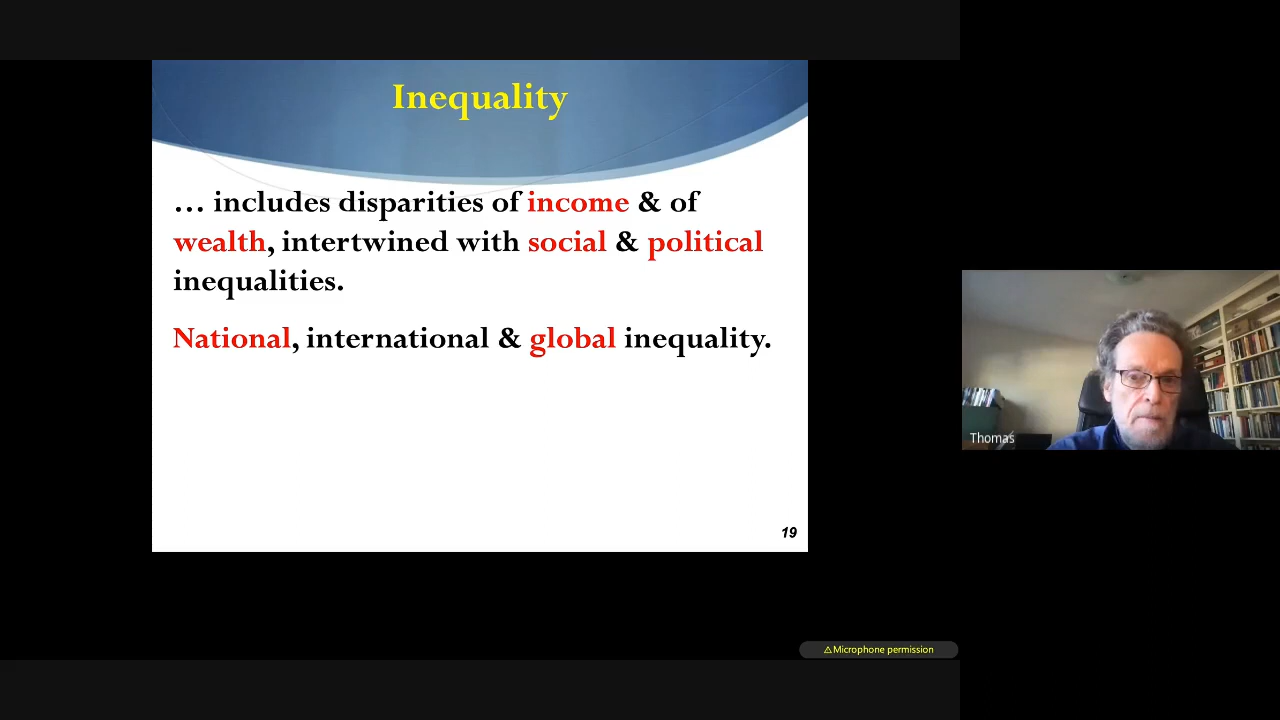 Inequality
… includes disparities of income & of
wealth, intertwined with social & political
inequalities.
National, international & global inequality.
19
Thomas
⚠Microphone permission